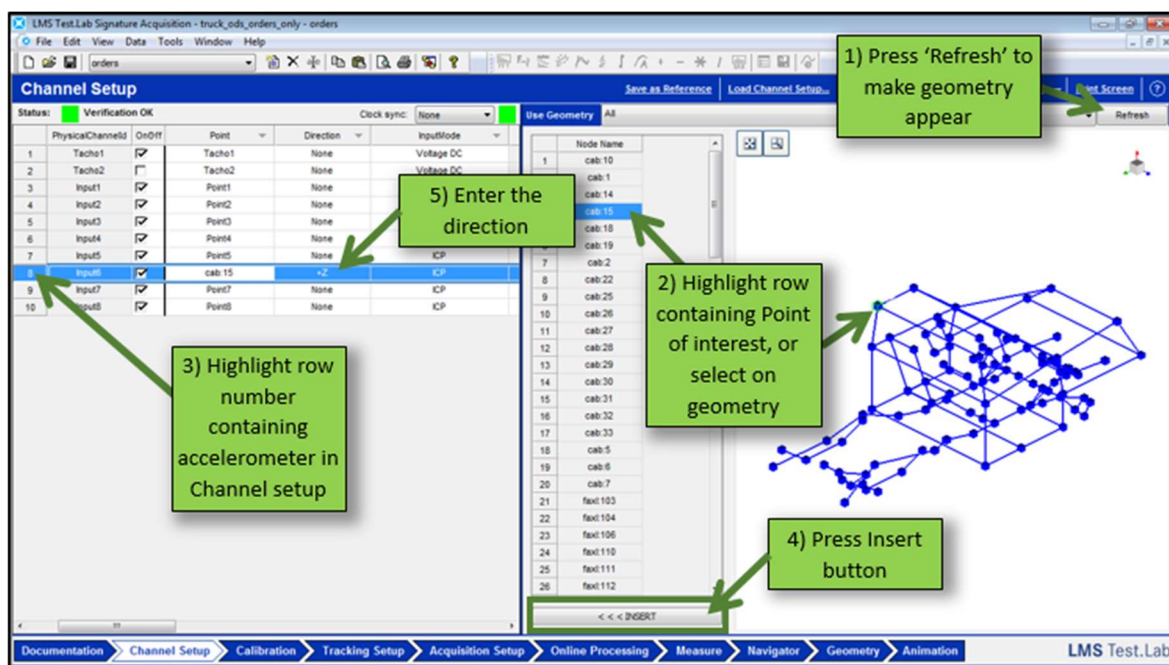 LMS Test.Lab Signature Acquisition - truck_ods_orders_only - orders
File Edit View Data Tools Window Help
orders
1) Press ‘Refresh’ to
make geometry
appear
Channel Setup
Save as Reference
Load Channel Setup...
Print Screen
Status: Verification OK
Clock sync: None
Use Geometry All
Refresh
PhysicalChannelId OnOff Point Direction InputMode
1 Tacho1 Tacho1 None Voltage DC
2 Tacho2 Tacho2 None Voltage DC
3 Input1 Point1 None
4 Input2 Point2 None
5 Input3 Point3 None
6 Input4 Point4 None
7 Input5 Point5 None ICP
8 Input6 cab:15 +Z ICP
9 Input7 Point7 None ICP
10 Input8 Point8 None ICP
5) Enter the
direction
Node Name
1 cab:10
cab:1
cab:14
cab:15
cab:18
cab:19
7 cab:2
8 cab:22
9 cab:25
10 cab:26
11 cab:27
12 cab:28
13 cab:29
14 cab:30
15 cab:31
16 cab:32
17 cab:33
18 cab:5
19 cab:6
20 cab:7
21 faxl:103
22 faxl:104
23 faxl:106
24 faxl:110
25 faxl:111
26 faxl:112
2) Highlight row
containing Point
of interest, or
select on
geometry
3) Highlight row
number
containing
accelerometer in
Channel setup
4) Press Insert
button
< < < INSERT
Documentation Channel Setup Calibration Tracking Setup Acquisition Setup Online Processing Measure Navigator Geometry Animation
LMS Test.Lab